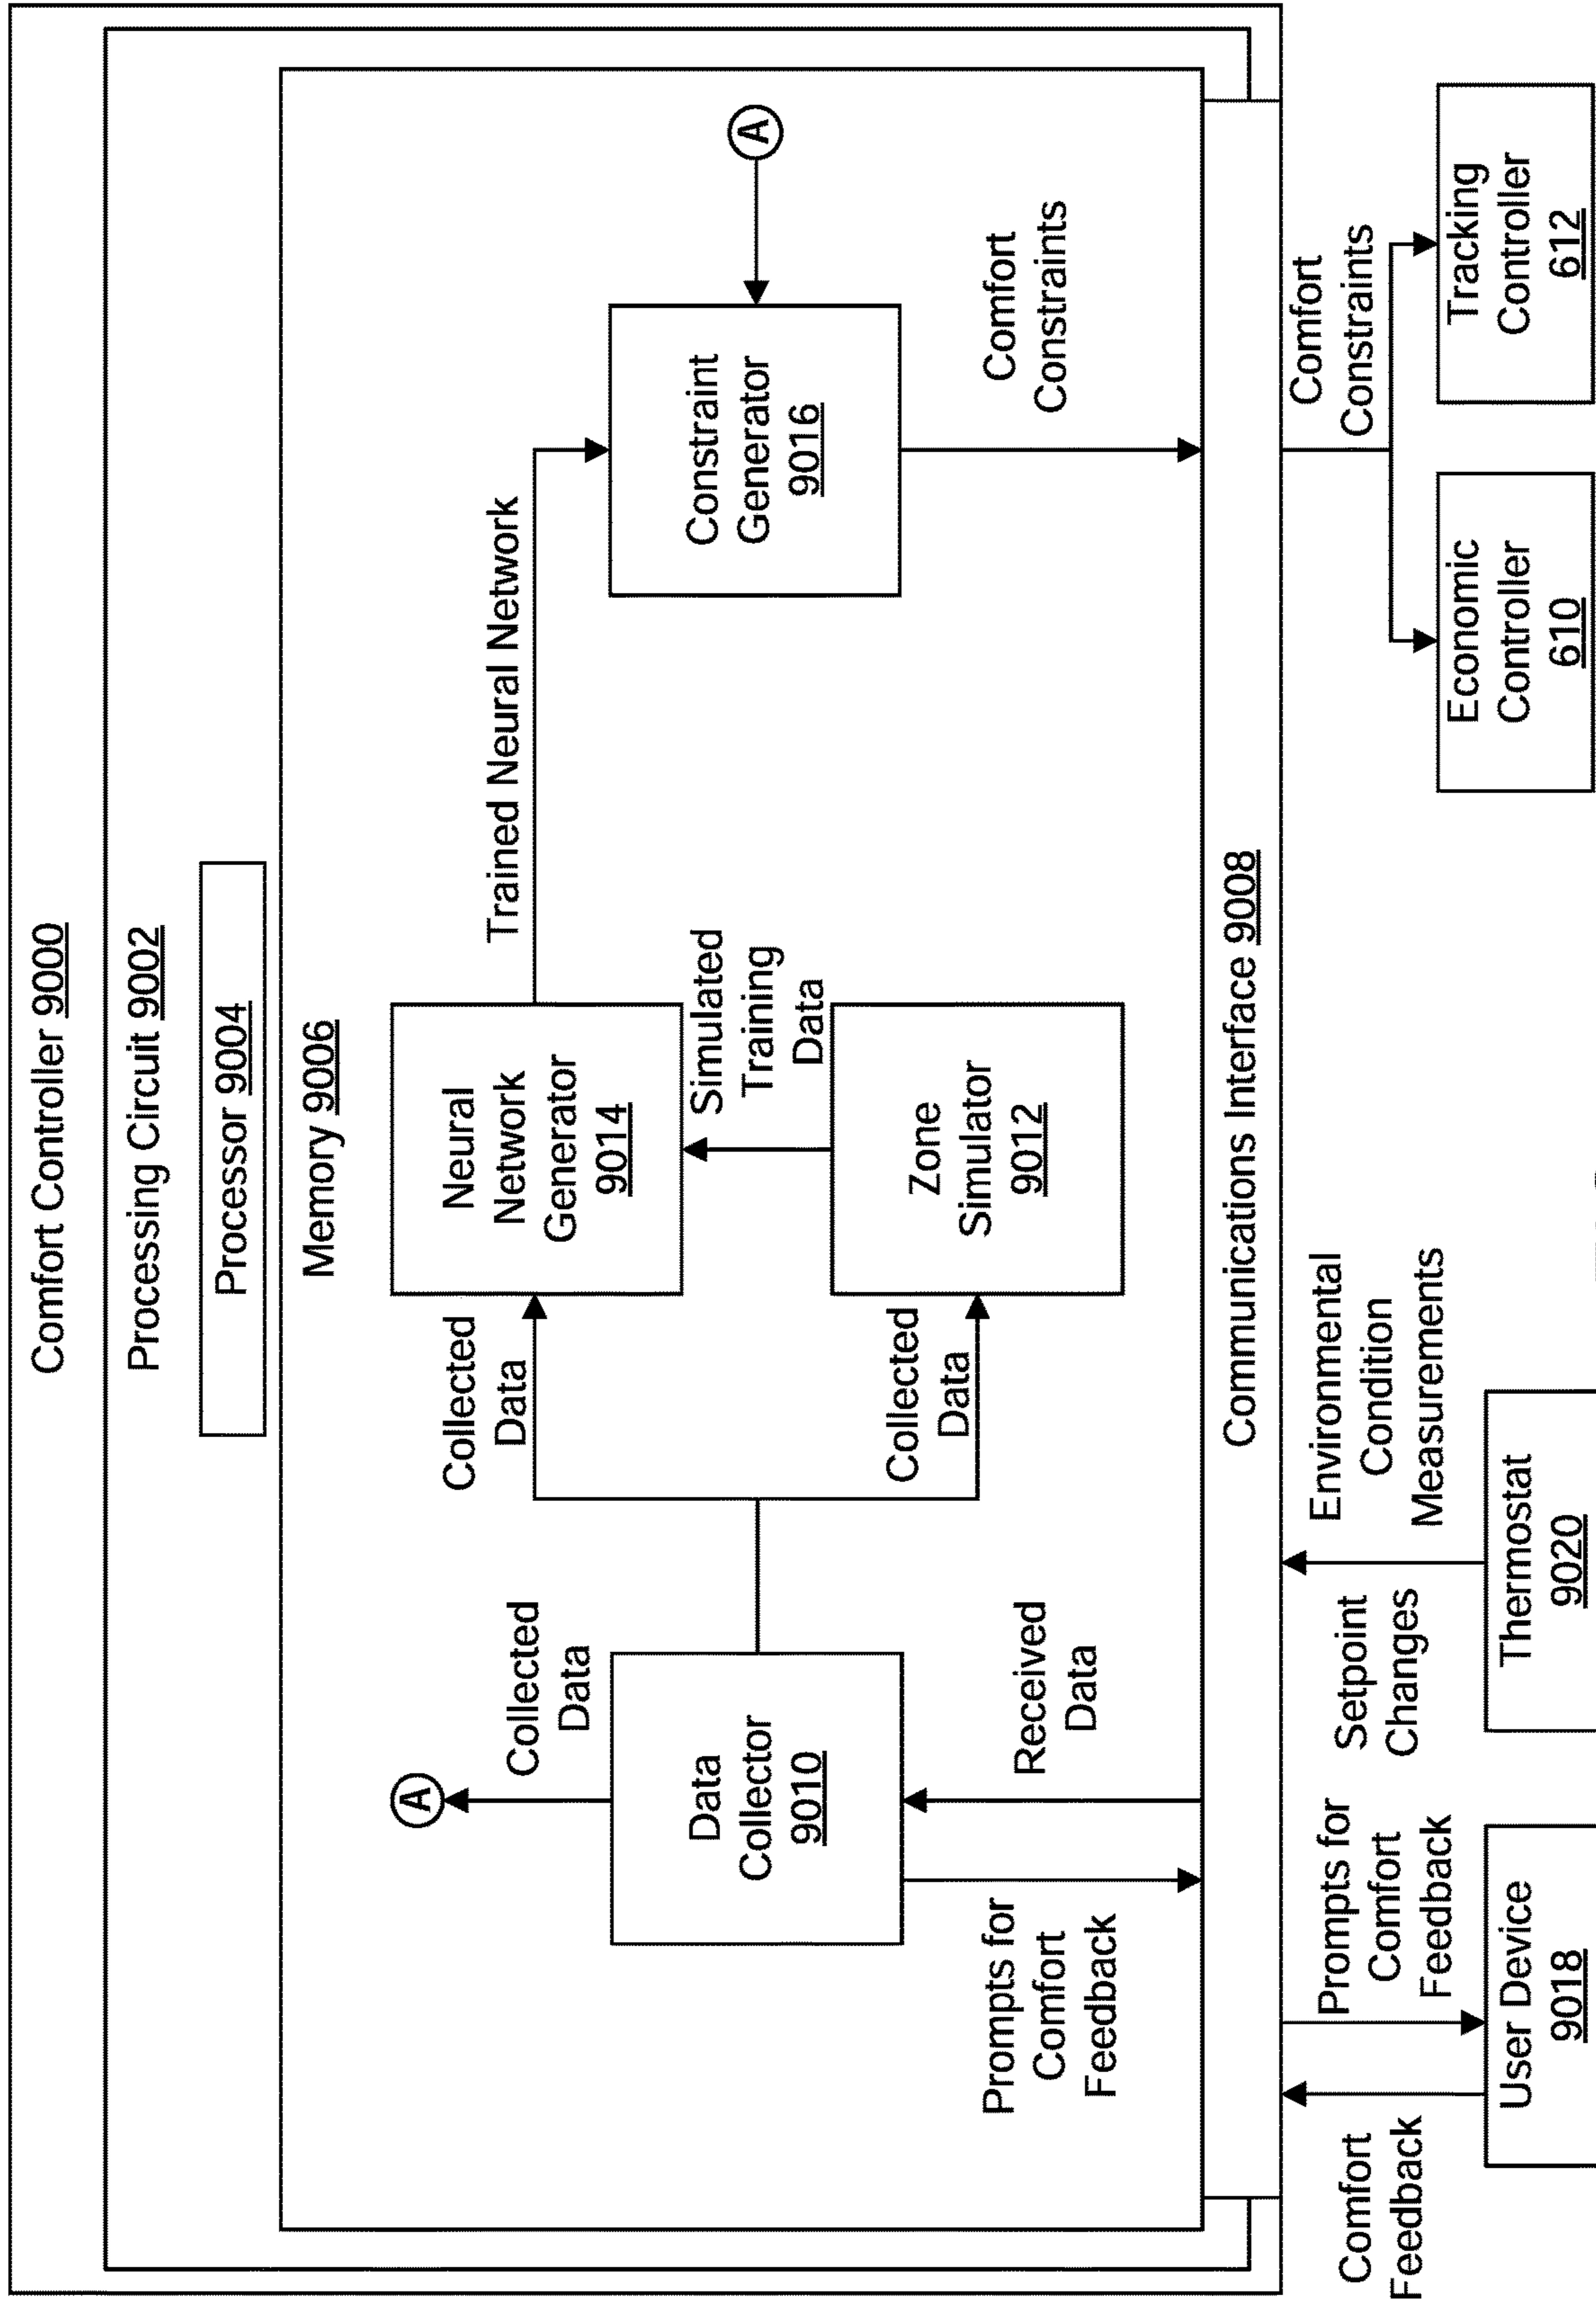 Comfort Controller 9000
Processing Circuit 9002
Processor 9004
Memory 9006
A
Collected
Data
Data
Collector
9010
Prompts for
Comfort
Feedback
Received
Data
Collected
Data
Collected
Data
Neural
Network
Generator
9014
Simulated
Training
Data
Zone
Simulator
9012
Trained Neural Network
Constraint
Generator
9016
A
Comfort
Constraints
Communications Interface 9008
Comfort
Feedback
Prompts for
Comfort
Feedback
User Device
9018
Setpoint
Changes
Environmental
Condition
Measurements
Thermostat
9020
Comfort
Constraints
Economic
Controller
610
Tracking
Controller
612